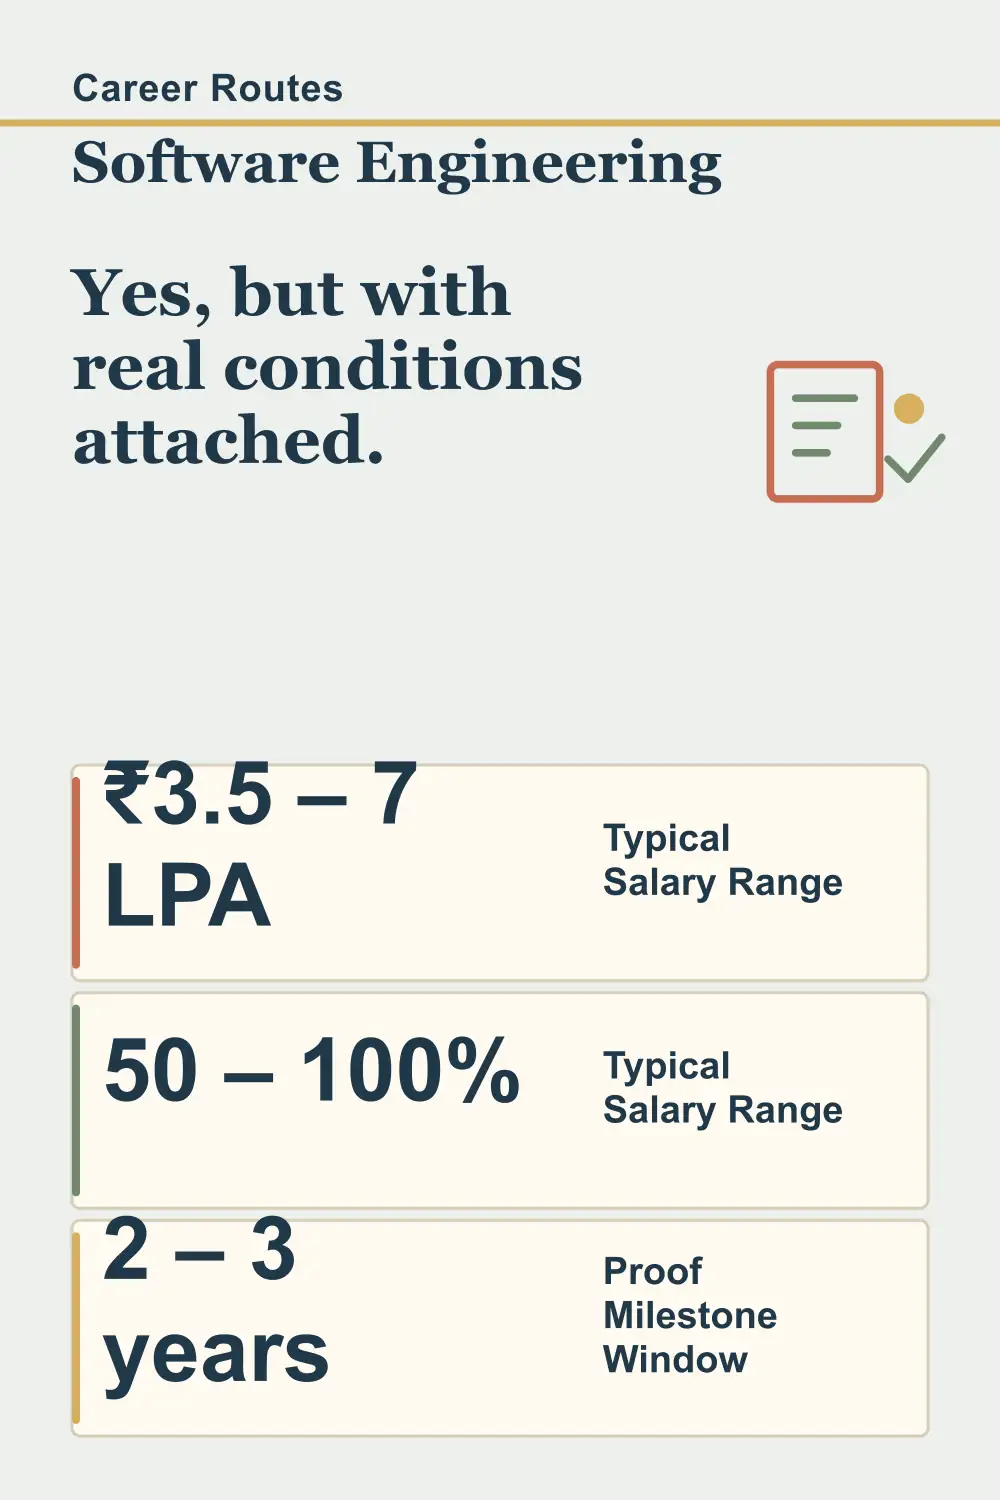 Career Routes
Software Engineering
Yes, but with
real conditions
attached.
₹3.5 – 7
LPA
Typical
Salary Range
50 – 100%
Typical
Salary Range
2 – 3
years
Proof
Milestone
Window